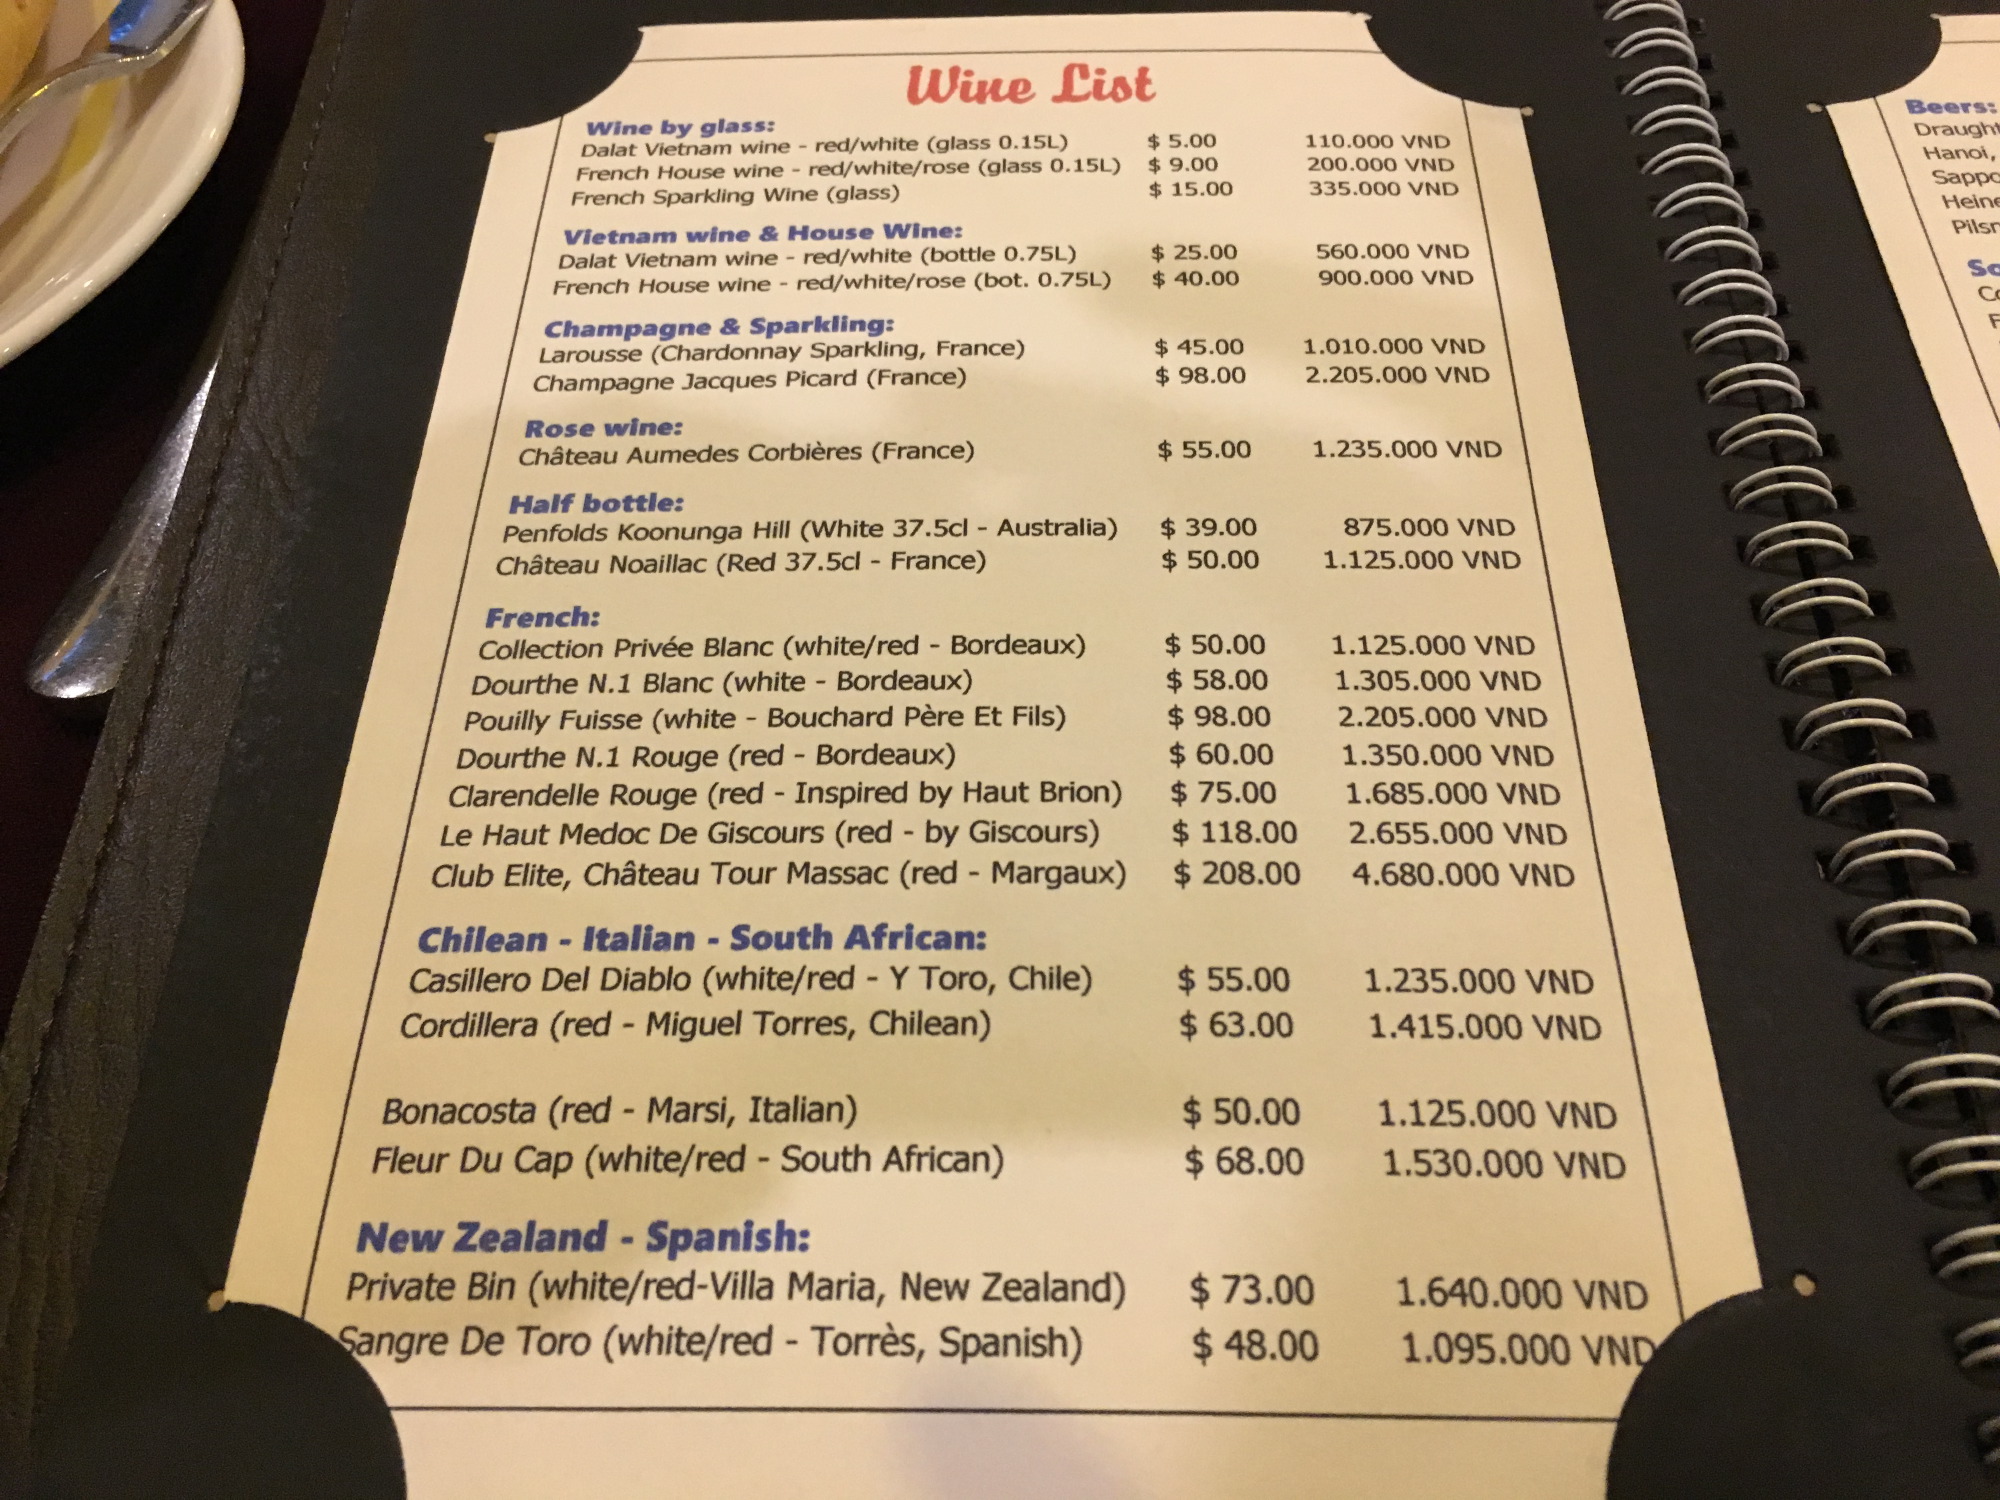 Wine List
Wine by glass:
Dalat Vietnam wine - red/white (glass 0.15L) $ 5.00 110.000 VND
French House wine - red/white/rose (glass 0.15L) $ 9.00 200.000 VND
French Sparkling Wine (glass) $ 15.00 335.000 VND
Vietnam wine & House Wine:
Dalat Vietnam wine - red/white (bottle 0.75L) $ 25.00 560.000 VND
French House wine - red/white/rose (bot. 0.75L) $ 40.00 900.000 VND
Champagne & Sparkling:
Larousse (Chardonnay Sparkling, France) $ 45.00 1.010.000 VND
Champagne Jacques Picard (France) $ 98.00 2.205.000 VND
Rose wine:
Château Aumedes Corbières (France) $ 55.00 1.235.000 VND
Half bottle:
Penfolds Koonunga Hill (White 37.5cl - Australia) $ 39.00 875.000 VND
Château Noaillac (Red 37.5cl - France) $ 50.00 1.125.000 VND
French:
Collection Privée Blanc (white/red - Bordeaux) $ 50.00 1.125.000 VND
Dourthe N.1 Blanc (white - Bordeaux) $ 58.00 1.305.000 VND
Pouilly Fuisse (white - Bouchard Père Et Fils) $ 98.00 2.205.000 VND
Dourthe N.1 Rouge (red - Bordeaux) $ 60.00 1.350.000 VND
Clarendelle Rouge (red - Inspired by Haut Brion) $ 75.00 1.685.000 VND
Le Haut Medoc De Giscours (red - by Giscours) $ 118.00 2.655.000 VND
Club Elite, Château Tour Massac (red - Margaux) $ 208.00 4.680.000 VND
Chilean - Italian - South African:
Casillero Del Diablo (white/red - Y Toro, Chile) $ 55.00 1.235.000 VND
Cordillera (red - Miguel Torres, Chilean) $ 63.00 1.415.000 VND
Bonacosta (red - Marsi, Italian) $ 50.00 1.125.000 VND
Fleur Du Cap (white/red - South African) $ 68.00 1.530.000 VND
New Zealand - Spanish:
Private Bin (white/red-Villa Maria, New Zealand) $ 73.00 1.640.000 VND
Sangre De Toro (white/red - Torrès, Spanish) $ 48.00 1.095.000 VND
Beers:
Draught
Hanoi,